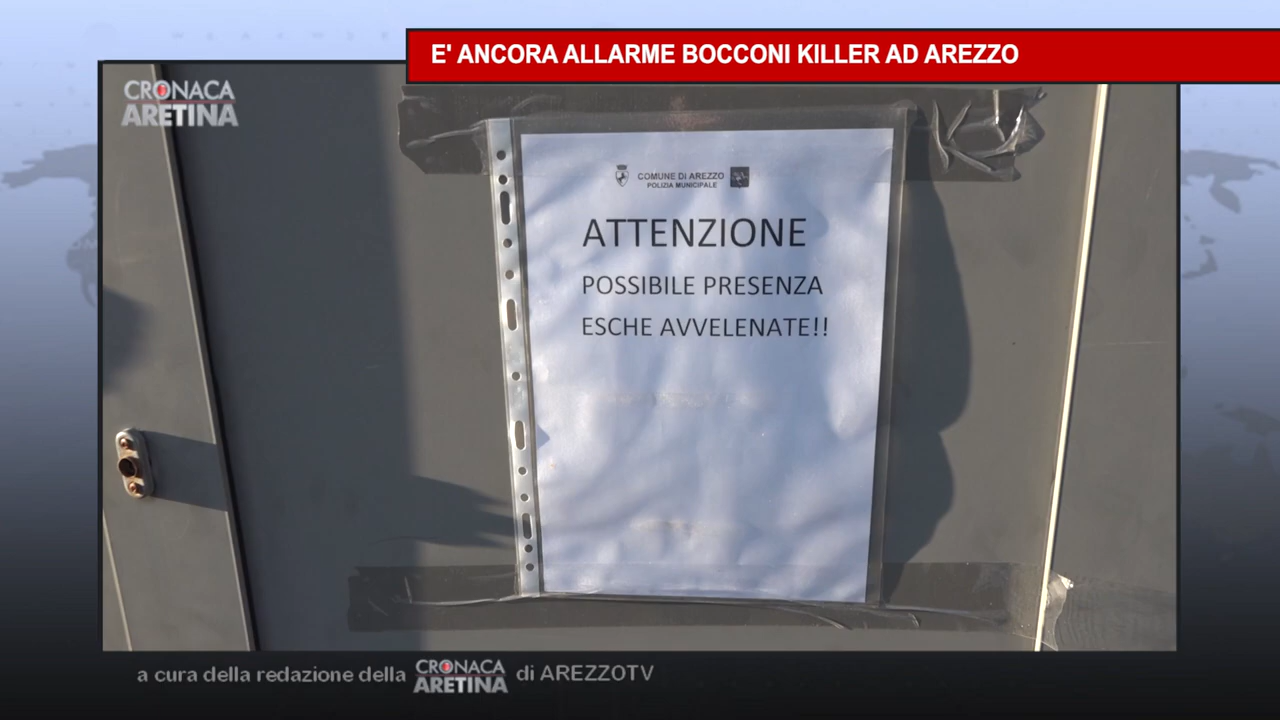 E' ANCORA ALLARME BOCCONI KILLER AD AREZZO
CRONACA
ARETINA
COMUNE DI AREZZO
POLIZIA MUNICIPALE
ATTENZIONE
POSSIBILE PRESENZA
ESCHE AVVELENATE!!
a cura della redazione della CRONACA ARETINA di AREZZOTV